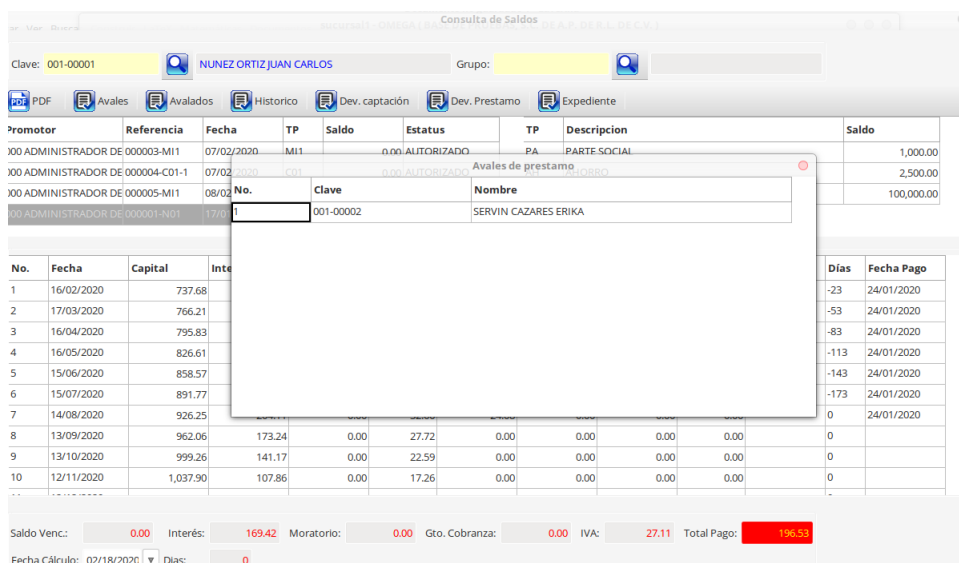 Consulta de Saldos
Clave: 001-00001 NUNEZ ORTIZ JUAN CARLOS Grupo:
PDF PDF Avales Avalados Historico Dev. captación Dev. Prestamo Expediente
Promotor Referencia Fecha TP Saldo Estatus TP Descripcion Saldo
000 ADMINISTRADOR DE 000003-MI1 07/02/2020 MI1 0.00 AUTORIZADO PA PARTE SOCIAL 1,000.00
000 ADMINISTRADOR DE 000004-C01-1 07/02/2020 C01 0.00 AUTORIZADO AHORRO 2,500.00
000 ADMINISTRADOR DE 000005-MI1 08/02 100,000.00
000 ADMINISTRADOR DE 000001-N01 17/0
Avales de prestamo
No. Clave Nombre
1 001-00002 SERVIN CAZARES ERIKA
No. Fecha Capital Inte Días Fecha Pago
1 16/02/2020 737.68 -23 24/01/2020
2 17/03/2020 766.21 -53 24/01/2020
3 16/04/2020 795.83 -83 24/01/2020
4 16/05/2020 826.61 -113 24/01/2020
5 15/06/2020 858.57 -143 24/01/2020
6 15/07/2020 891.77 -173 24/01/2020
7 14/08/2020 926.25 0 24/01/2020
8 13/09/2020 962.06 173.24 0.00 27.72 0.00 0.00 0.00 0.00 0
9 13/10/2020 999.26 141.17 0.00 22.59 0.00 0.00 0.00 0.00 0
10 12/11/2020 1,037.90 107.86 0.00 17.26 0.00 0.00 0.00 0.00 0
Saldo Venc.: 0.00 Interés: 169.42 Moratorio: 0.00 Gto. Cobranza: 0.00 IVA: 27.11 Total Pago: 196.53
Fecha Cálculo: 02/18/2020 Dias: 0